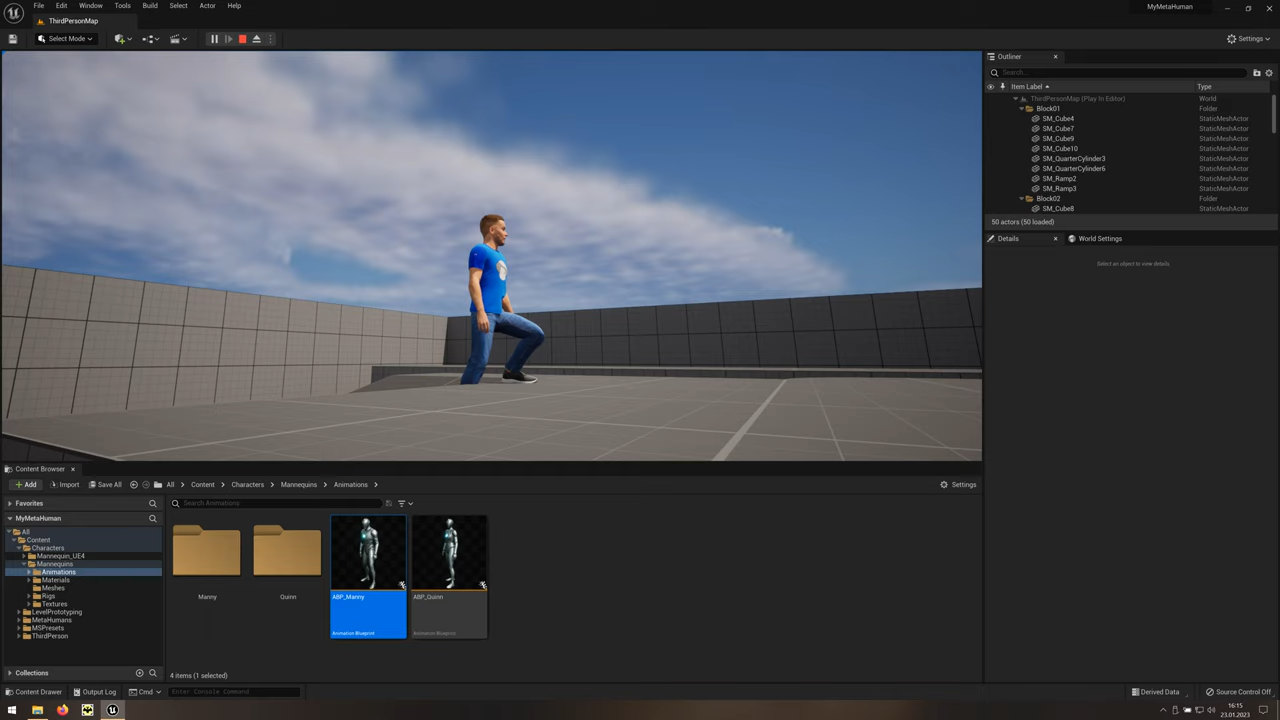 File Edit Window Tools Build Select Actor Help
MyMetaHuman
ThirdPersonMap
Select Mode
Settings
Outliner
Search...
Item Label
Type
ThirdPersonMap (Play In Editor)
World
Block01
Folder
SM_Cube4
StaticMeshActor
SM_Cube7
StaticMeshActor
SM_Cube9
StaticMeshActor
SM_Cube10
StaticMeshActor
SM_QuarterCylinder3
StaticMeshActor
SM_QuarterCylinder6
StaticMeshActor
SM_Ramp2
StaticMeshActor
SM_Ramp3
StaticMeshActor
Block02
Folder
SM_Cube8
StaticMeshActor
50 actors (50 loaded)
Details
World Settings
Select an object to view details.
Content Browser
Add
Import
Save All
All
Content
Characters
Mannequins
Animations
Settings
Favorites
Search Animations
MyMetaHuman
All
Content
Characters
Mannequin_UE4
Mannequins
Animations
Materials
Meshes
Rigs
Textures
LevelPrototyping
MetaHumans
MSPresets
ThirdPerson
Manny
Quinn
ABP_Manny
Animation Blueprint
ABP_Quinn
Animation Blueprint
Collections
4 items (1 selected)
Content Drawer
Output Log
Cmd
Enter Console Command
Derived Data
Source Control Off
16:15
23.01.2023